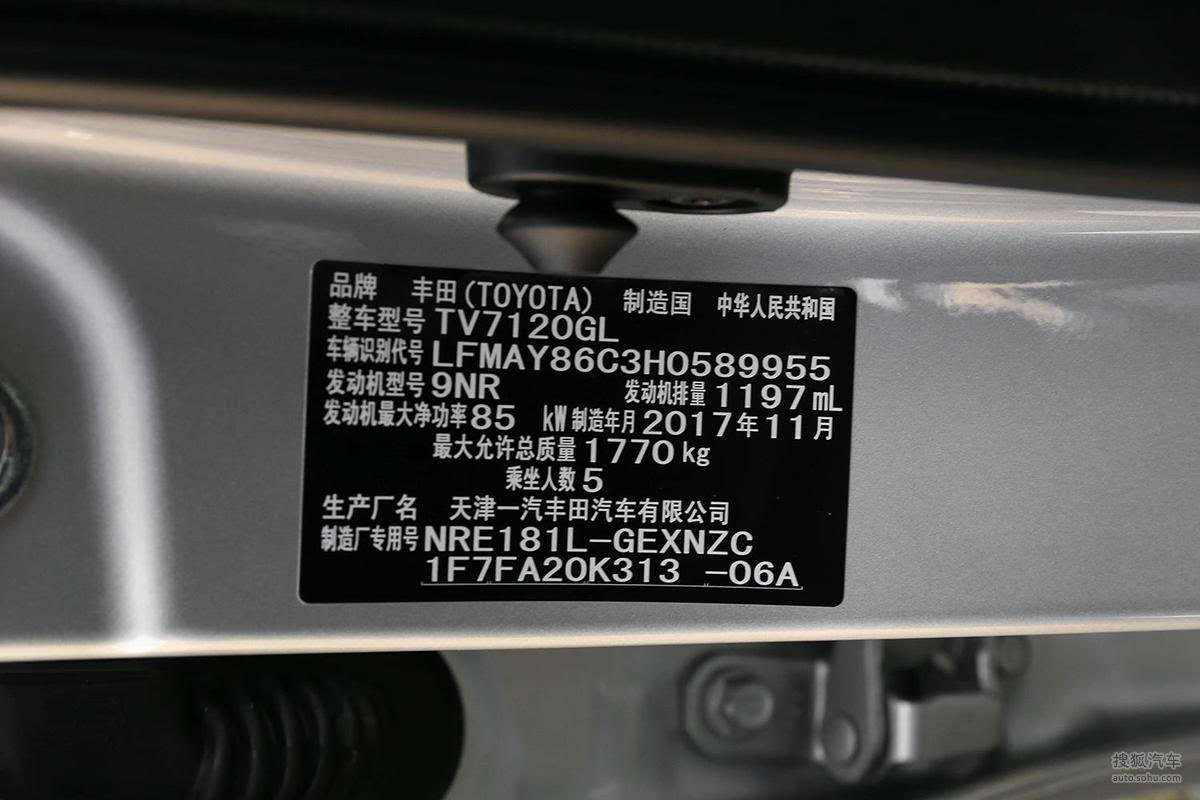 品牌 丰田(TOYOTA) 制造国 中华人民共和国
整车型号 TV7120GL
车辆识别代号 LFMAY86C3H0589955
发动机型号 9NR 发动机排量 1197 mL
发动机最大净功率 85 kW 制造年月 2017年11月
最大允许总质量 1770 kg
乘坐人数 5
生产厂名 天津一汽丰田汽车有限公司
制造厂专用号 NRE181L-GEXNZC
1F7FA20K313 -06A
搜狐汽车
auto.sohu.com